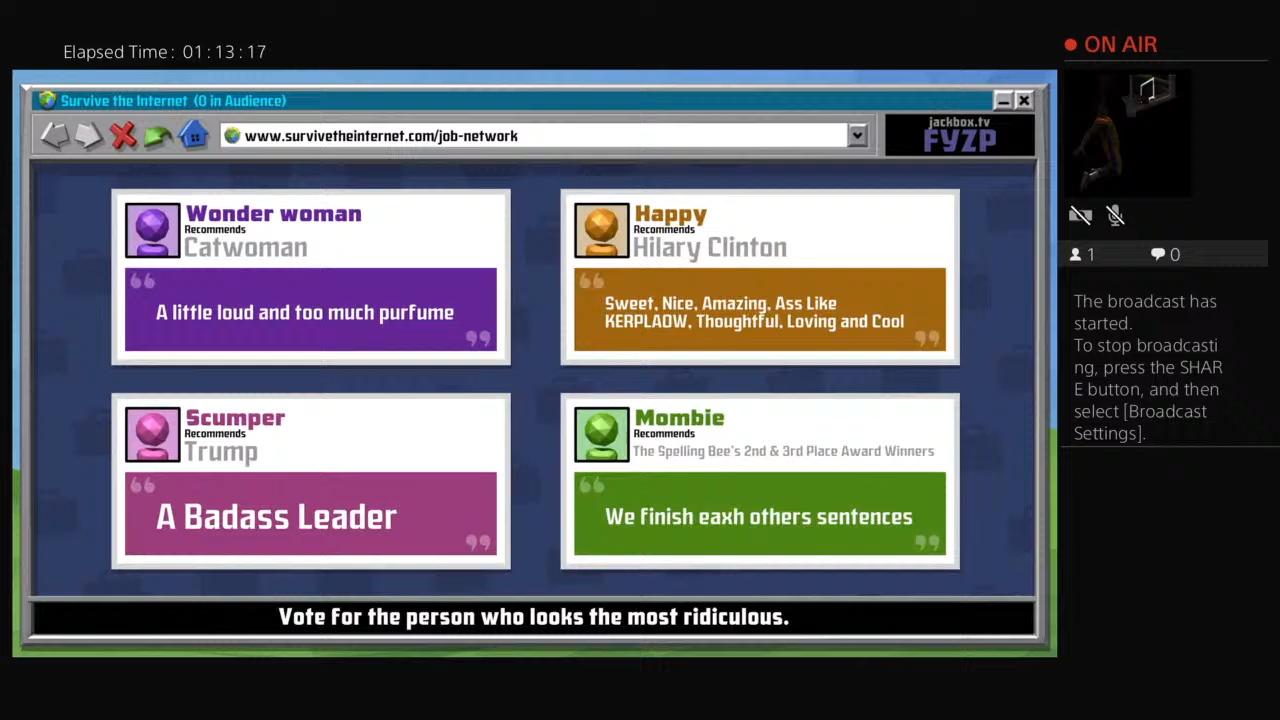 Elapsed Time: 01:13:17
ON AIR
Survive the Internet (0 in Audience)
www.survivetheinternet.com/job-network
jackbox.tv
FYZP
Wonder woman
Recommends
Catwoman
A little loud and too much purfume
Happy
Recommends
Hilary Clinton
Sweet, Nice, Amazing, Ass Like
KERPLAOW, Thoughtful, Loving and Cool
Scumper
Recommends
Trump
A Badass Leader
Mombie
Recommends
The Spelling Bee's 2nd & 3rd Place Award Winners
We finish eaxh others sentences
Vote for the person who looks the most ridiculous.
1 0
The broadcast has
started.
To stop broadcasti
ng, press the SHAR
E button, and then
select [Broadcast
Settings].